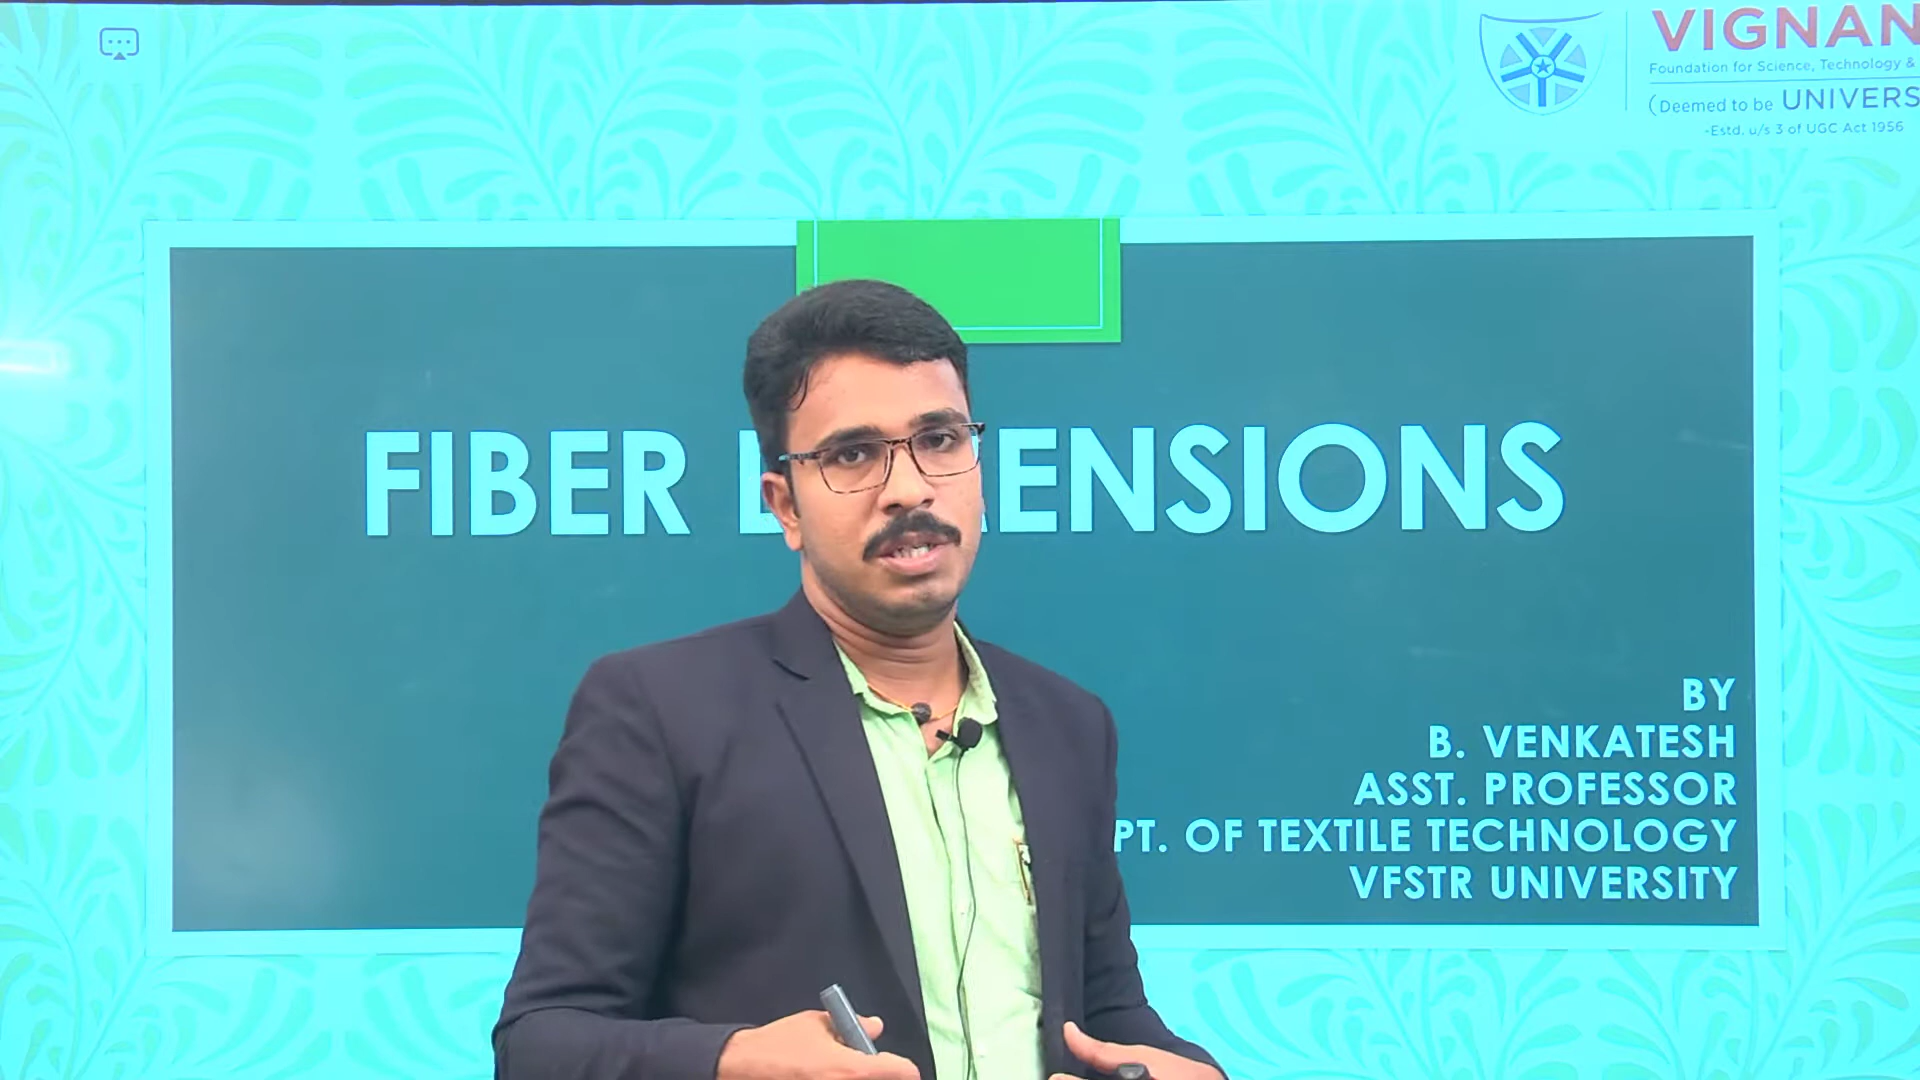 VIGNAN
Foundation for Science, Technology &
(Deemed to be UNIVERS
-Estd. u/s 3 of UGC Act 1956
FIBER ENSIONS
BY
B. VENKATESH
ASST. PROFESSOR
PT. OF TEXTILE TECHNOLOGY
VFSTR UNIVERSITY